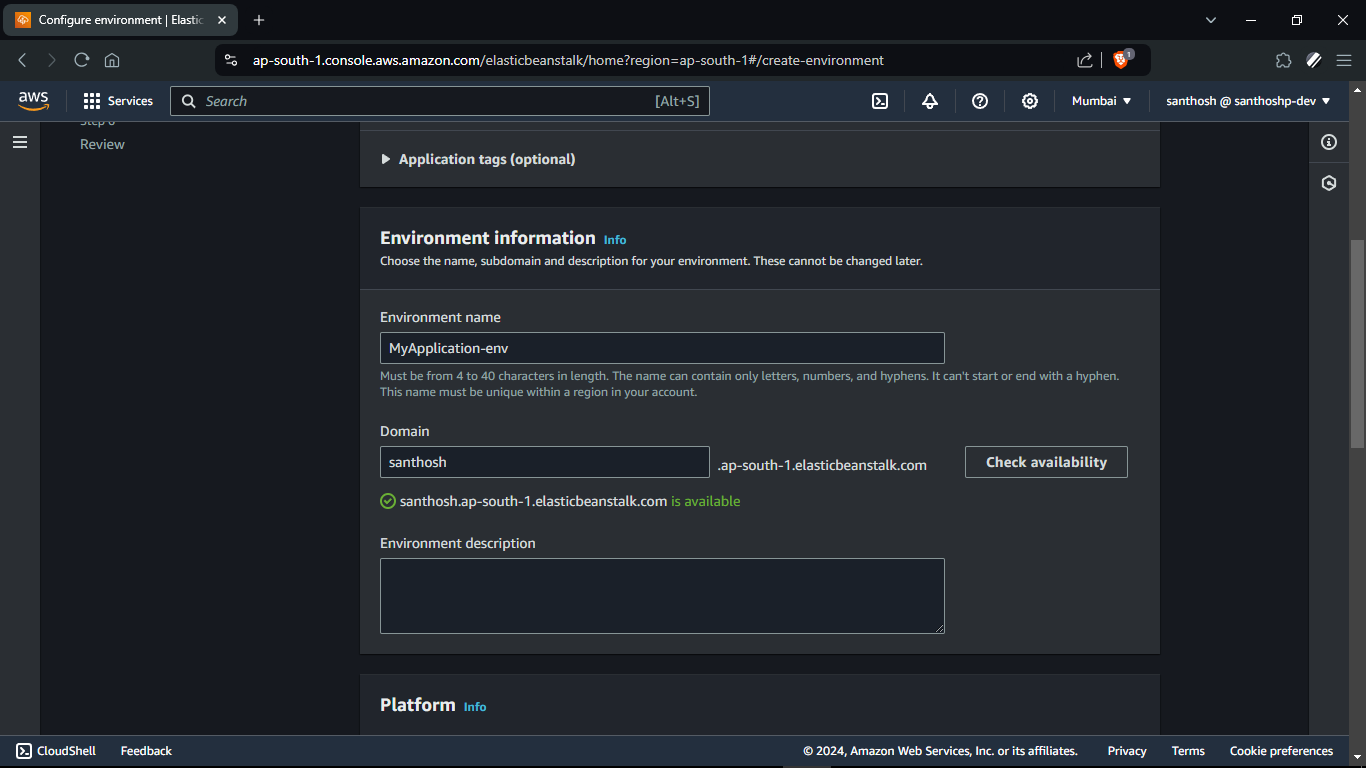 Configure environment | Elastic
ap-south-1.console.aws.amazon.com/elasticbeanstalk/home?region=ap-south-1#/create-environment
1
aws
Services
Search
[Alt+S]
Mumbai
santhosh @ santhoshp-dev
Review
Application tags (optional)
Environment information Info
Choose the name, subdomain and description for your environment. These cannot be changed later.
Environment name
MyApplication-env
Must be from 4 to 40 characters in length. The name can contain only letters, numbers, and hyphens. It can't start or end with a hyphen.
This name must be unique within a region in your account.
Domain
santhosh
.ap-south-1.elasticbeanstalk.com
Check availability
santhosh.ap-south-1.elasticbeanstalk.com is available
Environment description
Platform Info
CloudShell
Feedback
© 2024, Amazon Web Services, Inc. or its affiliates.
Privacy
Terms
Cookie preferences